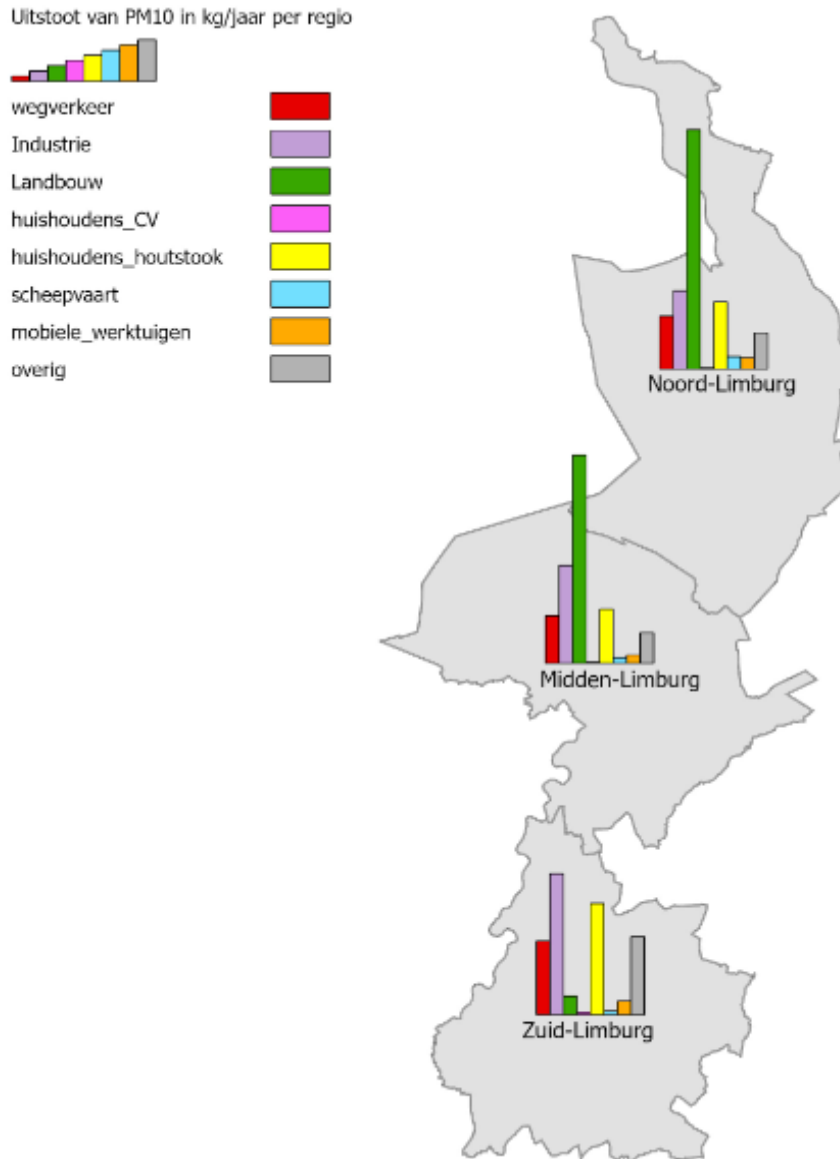 Uitstoot van PM10 in kg/jaar per regio
wegverkeer
Industrie
Landbouw
huishoudens_CV
huishoudens_houtstook
scheepvaart
mobiele_werktuigen
overig
Noord-Limburg
Midden-Limburg
Zuid-Limburg